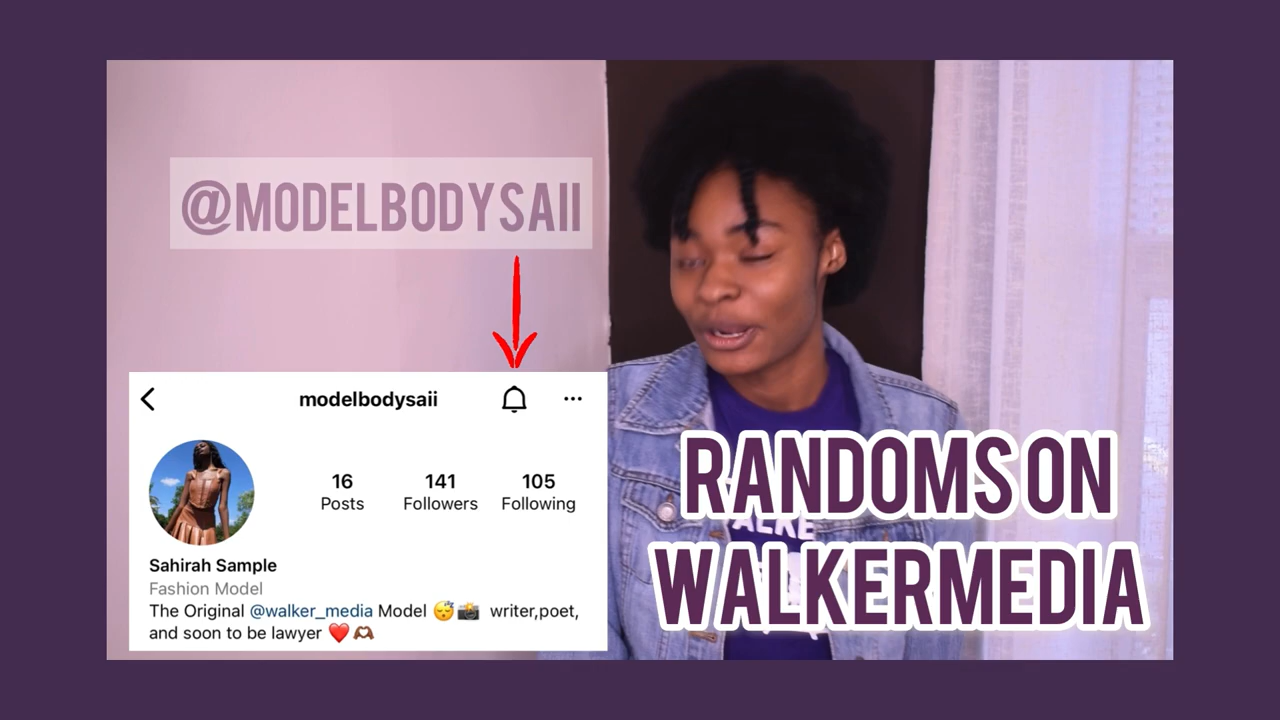 @MODELBODYSAII
modelbodysaii
16 141 105
Posts Followers Following
Sahirah Sample
Fashion Model
The Original @walker_media Model 😴📸 writer,poet,
and soon to be lawyer ❤️🫶🏾
RANDOMS ON
WALKERMEDIA